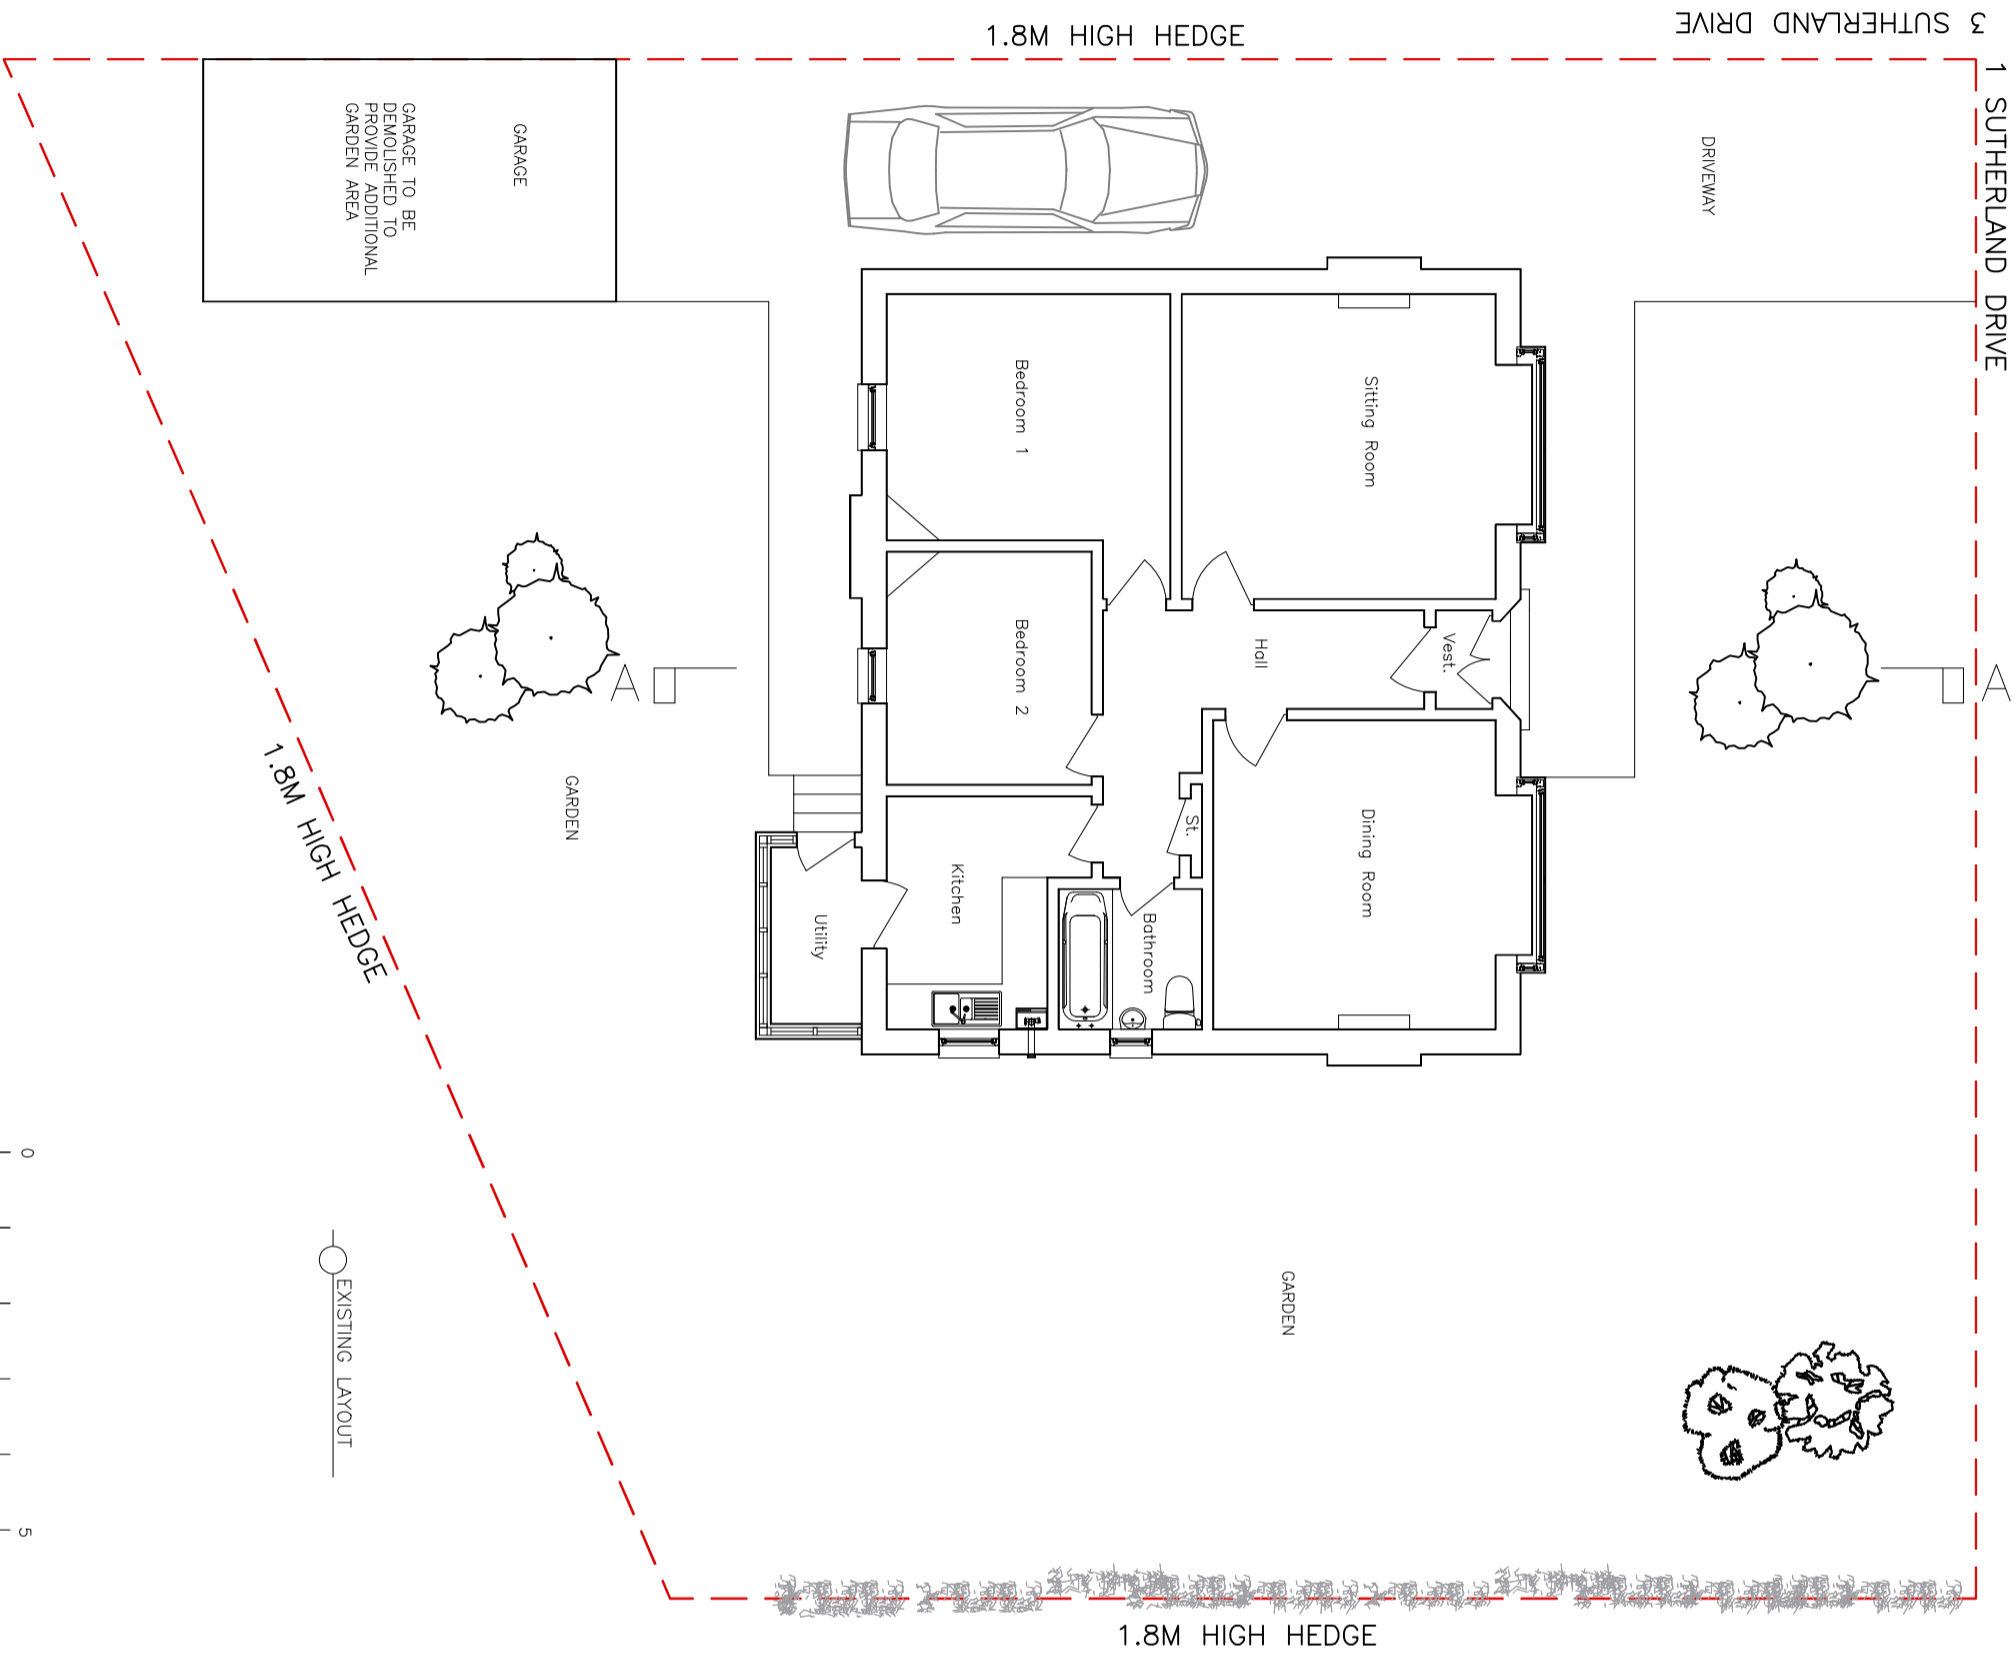 3 SUTHERLAND DRIVE
1 SUTHERLAND DRIVE
1.8M HIGH HEDGE
DRIVEWAY
GARAGE
GARAGE TO BE
DEMOLISHED TO
PROVIDE ADDITIONAL
GARDEN AREA
Sitting Room
Bedroom 1
Vest.
Hall
Bedroom 2
A
A
Dining Room
St.
Kitchen
Bathroom
Utility
GARDEN
1.8M HIGH HEDGE
GARDEN
EXISTING LAYOUT
0
5
1.8M HIGH HEDGE